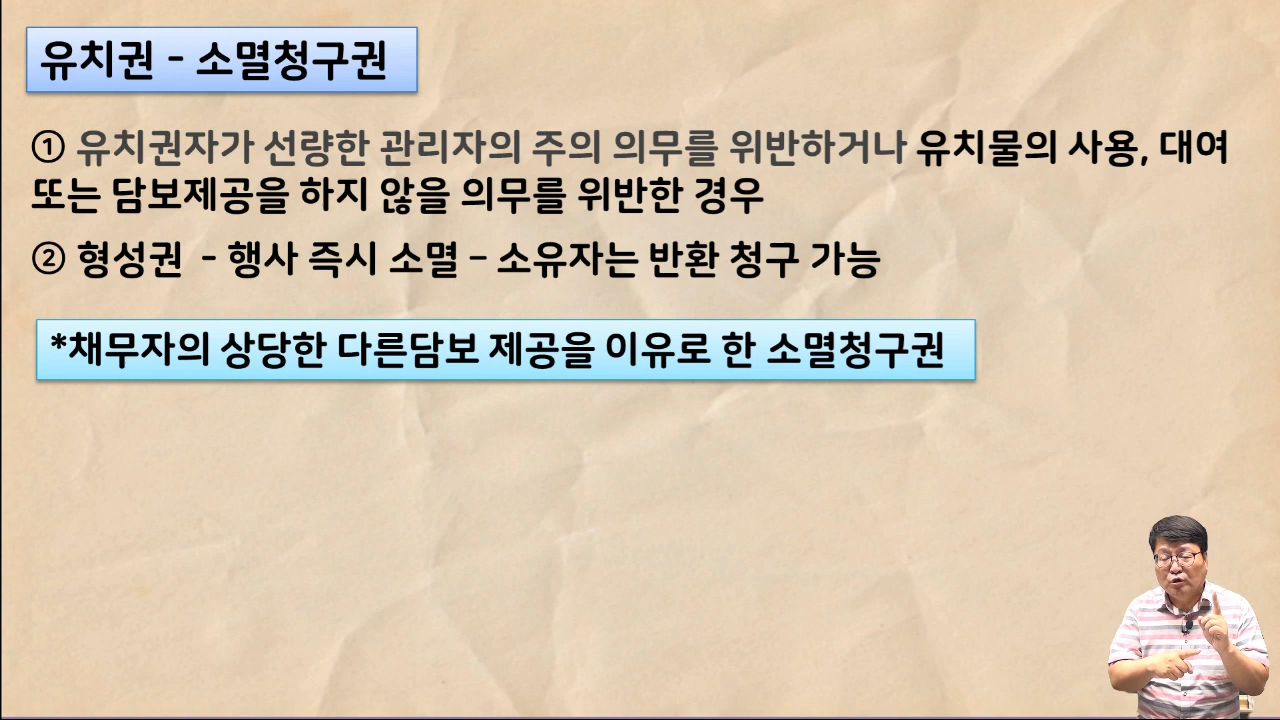 유치권 - 소멸청구권
① 유치권자가 선량한 관리자의 주의 의무를 위반하거나 유치물의 사용, 대여
또는 담보제공을 하지 않을 의무를 위반한 경우
② 형성권 - 행사 즉시 소멸 - 소유자는 반환 청구 가능
*채무자의 상당한 다른담보 제공을 이유로 한 소멸청구권